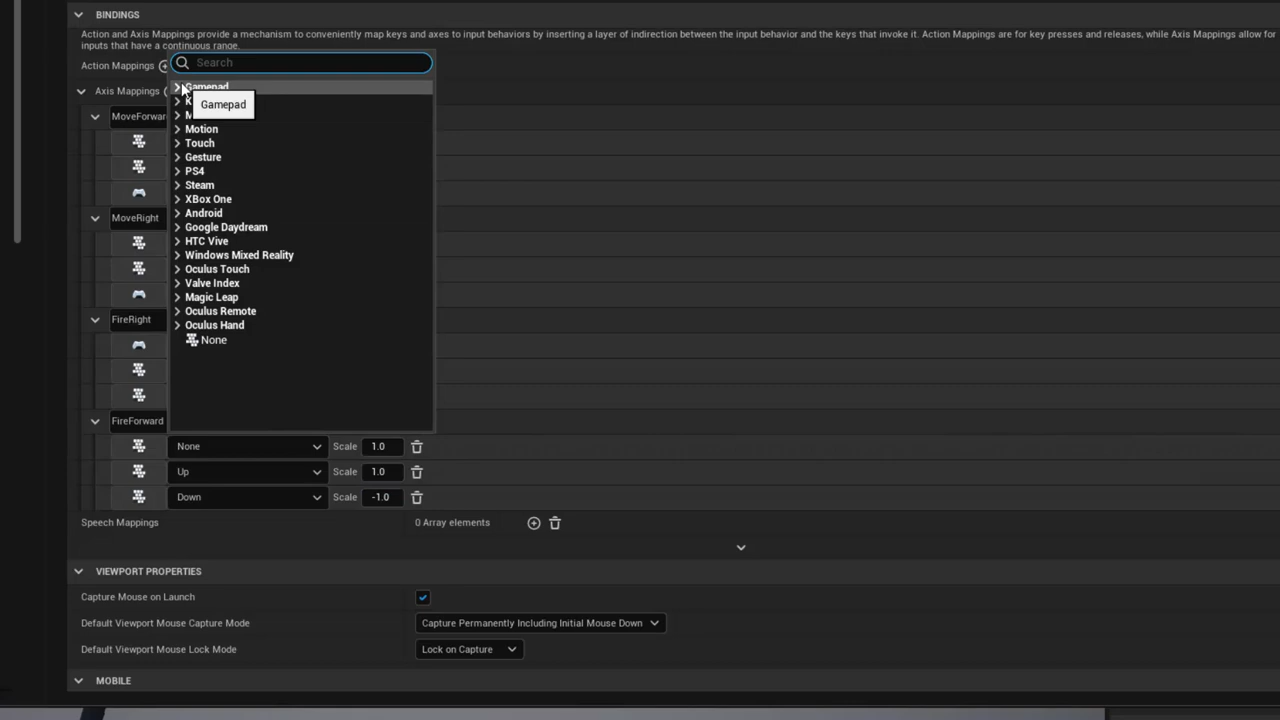 BINDINGS
Action and Axis Mappings provide a mechanism to conveniently map keys and axes to input behaviors by inserting a layer of indirection between the input behavior and the keys that invoke it. Action Mappings are for key presses and releases, while Axis Mappings allow for
inputs that have a continuous range.
Search
Action Mappings
Gamepad
Axis Mappings
Gamepad
K
M
MoveForwar
Motion
Touch
Gesture
PS4
Steam
XBox One
Android
MoveRight
Google Daydream
HTC Vive
Windows Mixed Reality
Oculus Touch
Valve Index
Magic Leap
Oculus Remote
FireRight
Oculus Hand
None
FireForward
None Scale 1.0
Up Scale 1.0
Down Scale -1.0
Speech Mappings 0 Array elements
VIEWPORT PROPERTIES
Capture Mouse on Launch
Default Viewport Mouse Capture Mode Capture Permanently Including Initial Mouse Down
Default Viewport Mouse Lock Mode Lock on Capture
MOBILE